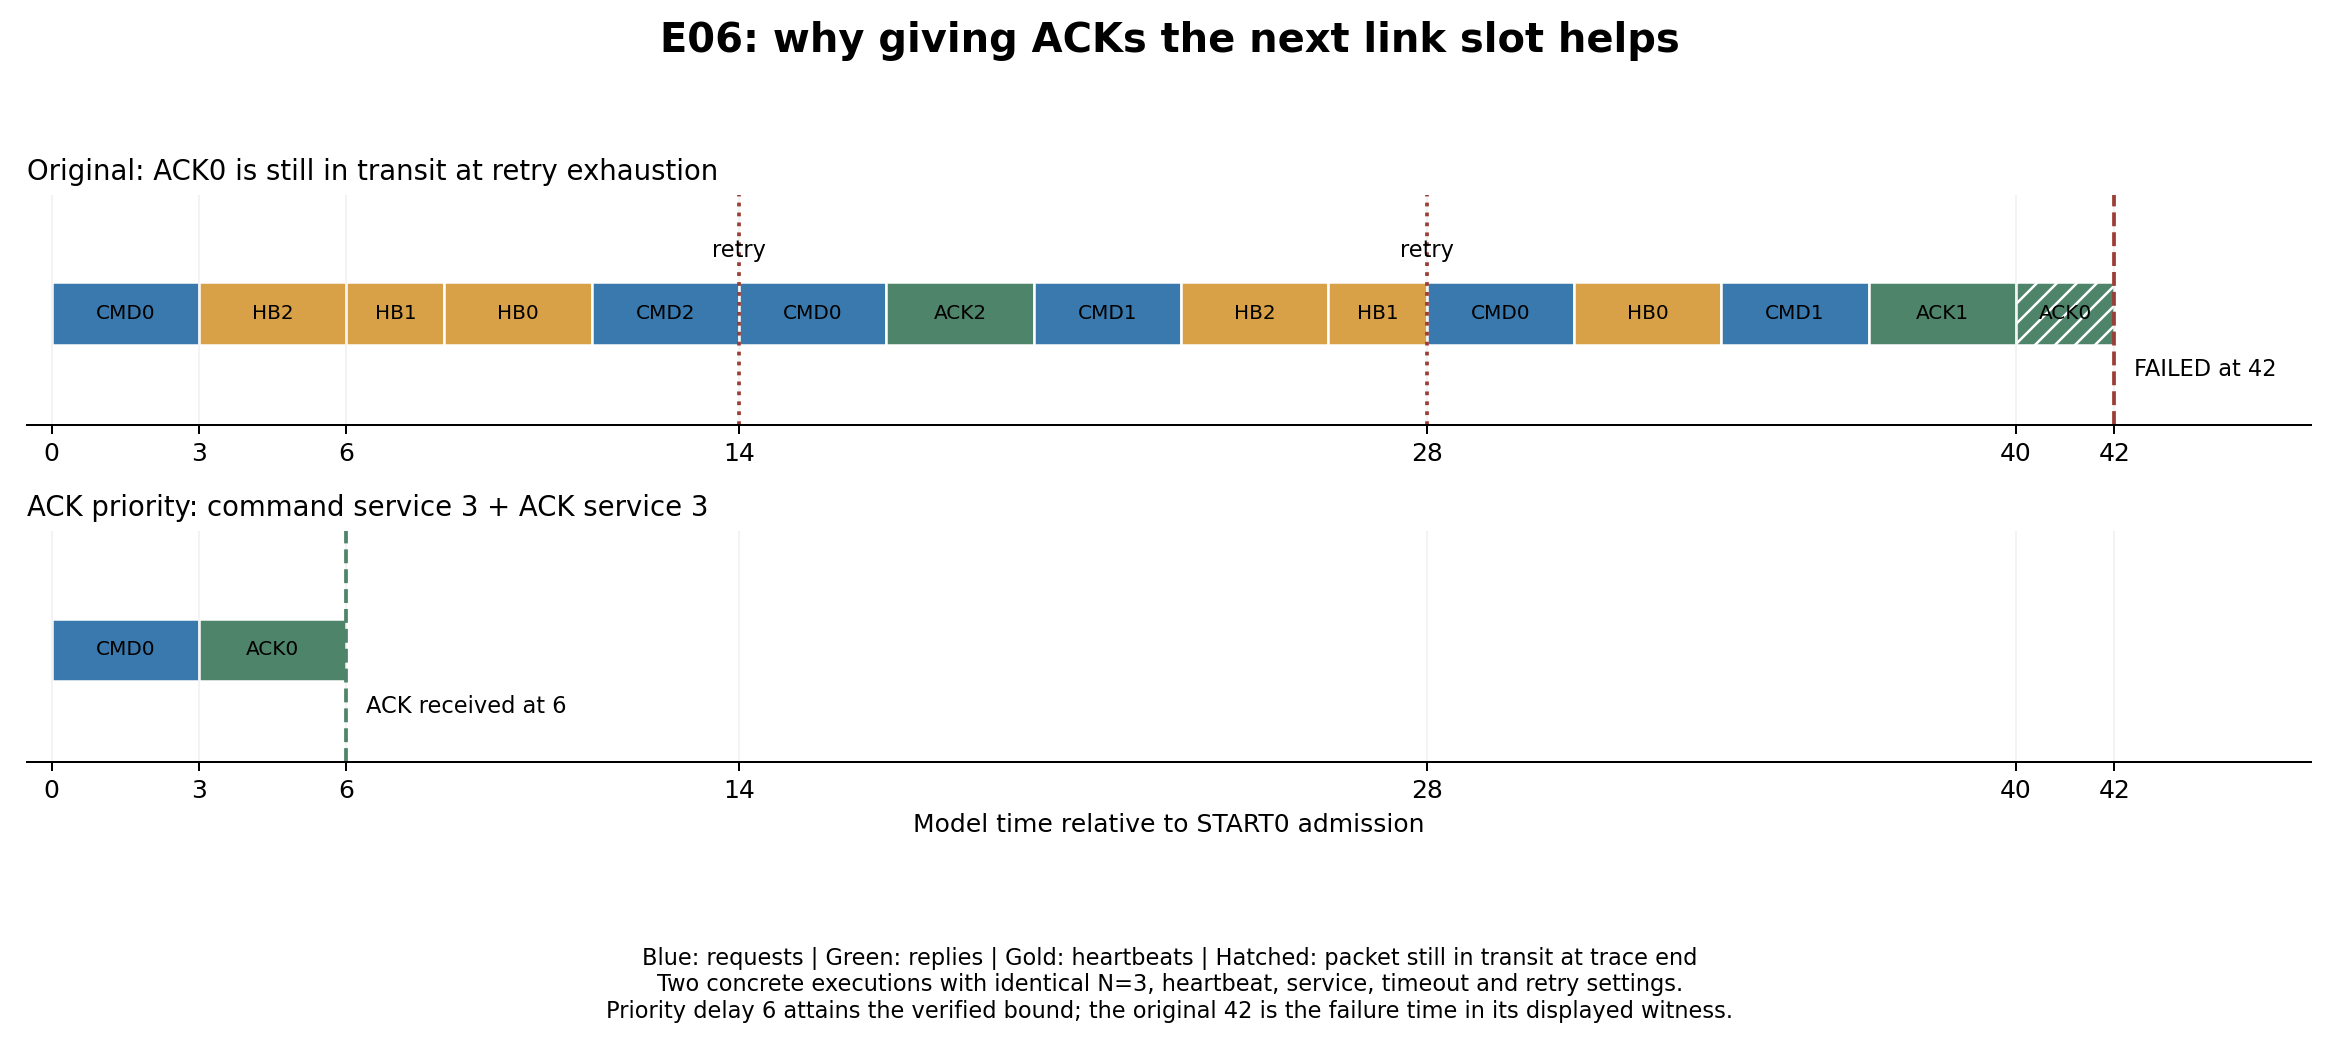 E06: why giving ACKs the next link slot helps
Original: ACK0 is still in transit at retry exhaustion
retry retry
CMD0 HB2 HB1 HB0 CMD2 CMD0 ACK2 CMD1 HB2 HB1 CMD0 HB0 CMD1 ACK1 ACK0
FAILED at 42
0 3 6 14 28 40 42
ACK priority: command service 3 + ACK service 3
CMD0 ACK0
ACK received at 6
0 3 6 14 28 40 42
Model time relative to START0 admission
Blue: requests | Green: replies | Gold: heartbeats | Hatched: packet still in transit at trace end
Two concrete executions with identical N=3, heartbeat, service, timeout and retry settings.
Priority delay 6 attains the verified bound; the original 42 is the failure time in its displayed witness.